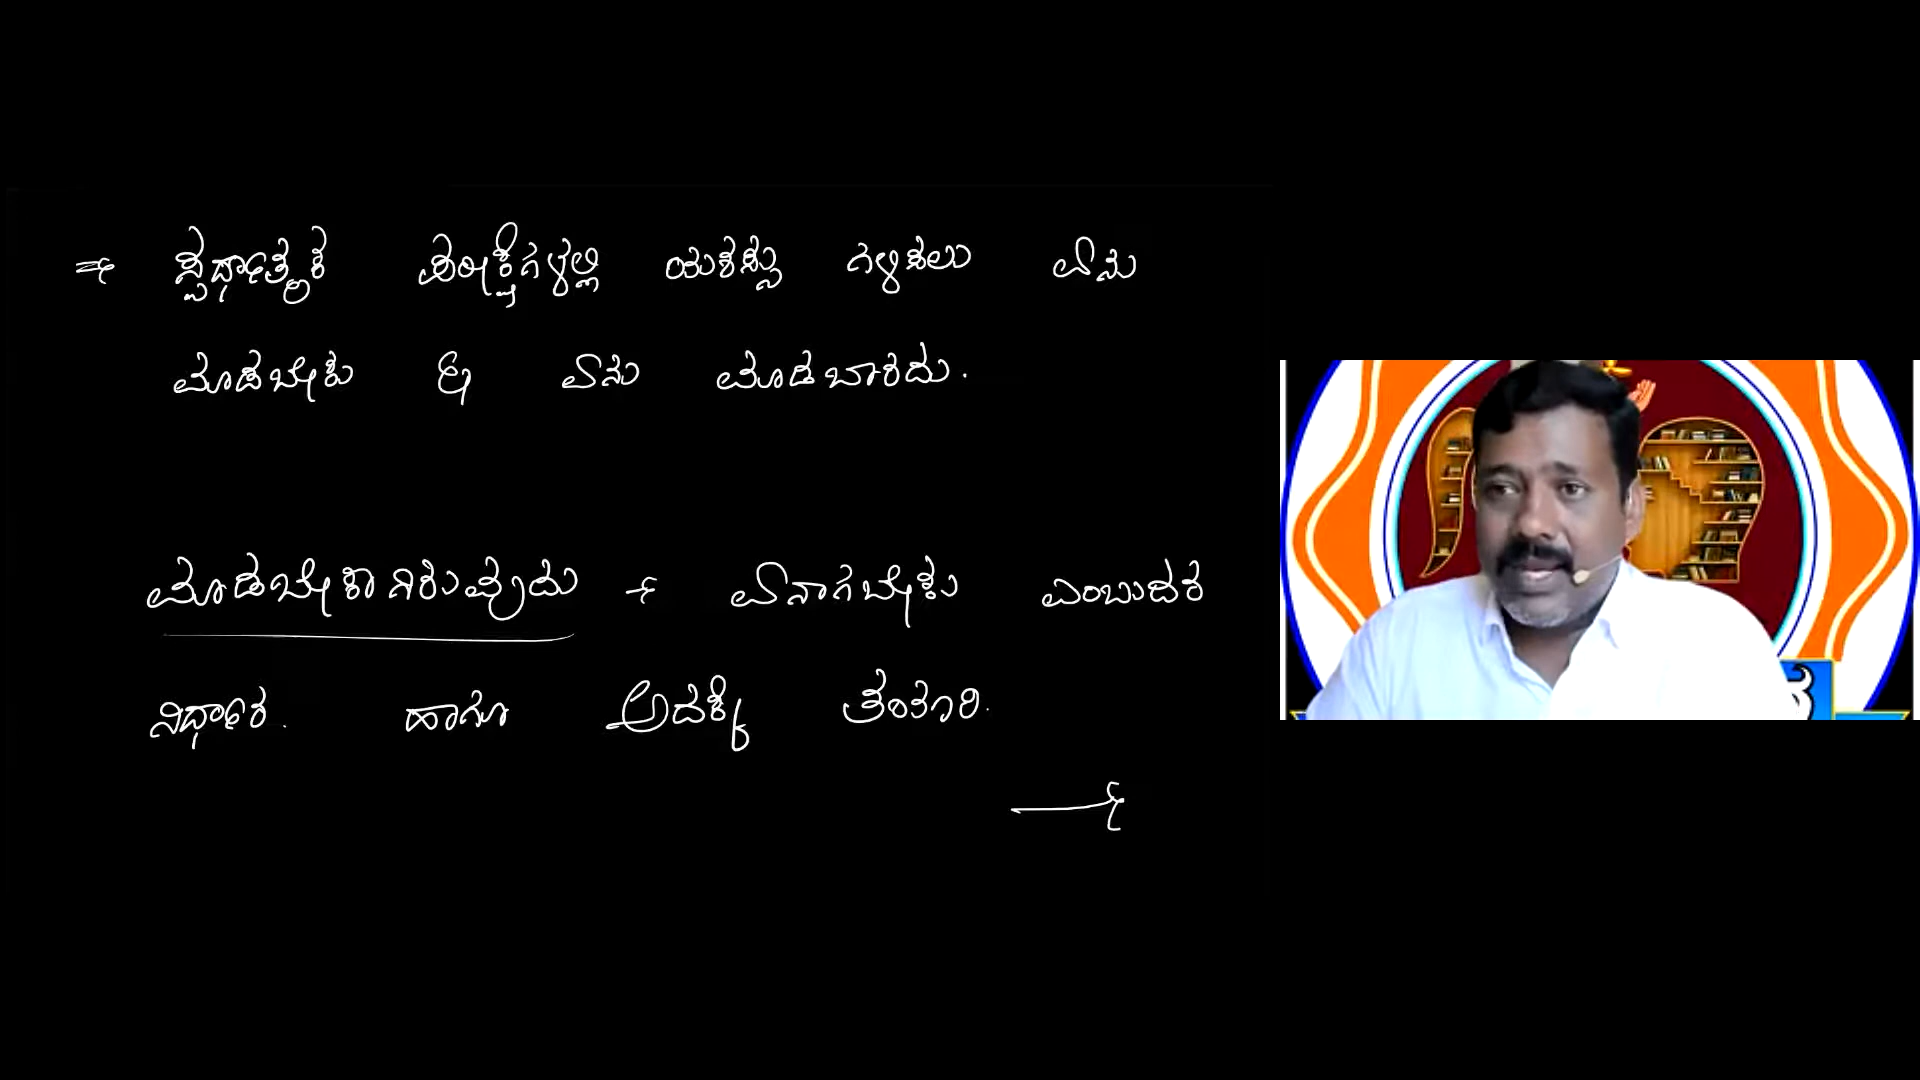 ⇒ ಸ್ಪರ್ಧಾತ್ಮಕ ಪರೀಕ್ಷೆಗಳಲ್ಲಿ ಯಶಸ್ಸು ಗಳಿಸಲು ಏನು
ಮಾಡಬೇಕು & ಏನು ಮಾಡಬಾರದು.
ಮಾಡಬೇಕಾಗಿರುವುದು → ಏನಾಗಬೇಕು ಎಂಬುದರ
ನಿರ್ಧಾರ. ಹಾಗೂ ಅದಕ್ಕೆ ತಯಾರಿ.